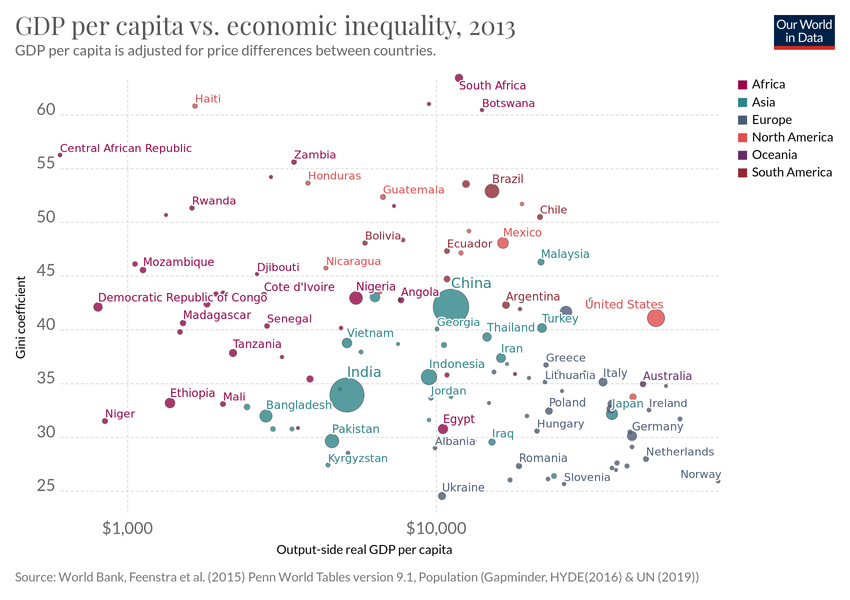 GDP per capita vs. economic inequality, 2013
GDP per capita is adjusted for price differences between countries.
Our World
in Data
Africa
Asia
Europe
North America
Oceania
South America
Gini coefficient
60
55
50
45
40
35
30
25
South Africa
Haiti
Botswana
Central African Republic
Zambia
Honduras
Brazil
Guatemala
Rwanda
Chile
Mexico
Bolivia
Ecuador
Malaysia
Mozambique
Nicaragua
Djibouti
China
Cote d'Ivoire
Nigeria
Angola
Democratic Republic of Congo
Argentina
United States
Madagascar
Senegal
Georgia
Turkey
Vietnam
Thailand
Tanzania
Iran
Greece
India
Indonesia
Lithuania
Italy
Australia
Ethiopia
Mali
Jordan
Bangladesh
Poland
Japan
Ireland
Niger
Egypt
Hungary
Germany
Pakistan
Albania
Iraq
Netherlands
Kyrgyzstan
Romania
Slovenia
Norway
Ukraine
$1,000
$10,000
Output-side real GDP per capita
Source: World Bank, Feenstra et al. (2015) Penn World Tables version 9.1, Population (Gapminder, HYDE(2016) & UN (2019))